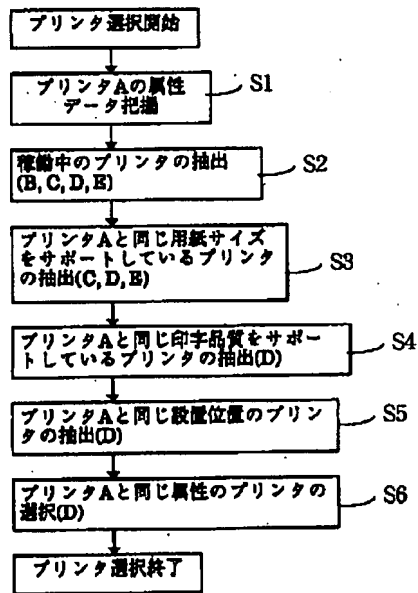 プリンタ選択開始
プリンタAの属性
データ把握
S1
稼動中のプリンタの抽出
(B,C,D,E)
S2
プリンタAと同じ用紙サイズ
をサポートしているプリンタ
の抽出(C,D,E)
S3
プリンタAと同じ印字品質をサポー
トしているプリンタの抽出(D)
S4
プリンタAと同じ設置位置のプリン
タの抽出(D)
S5
プリンタAと同じ属性のプリンタの
選択(D)
S6
プリンタ選択終了